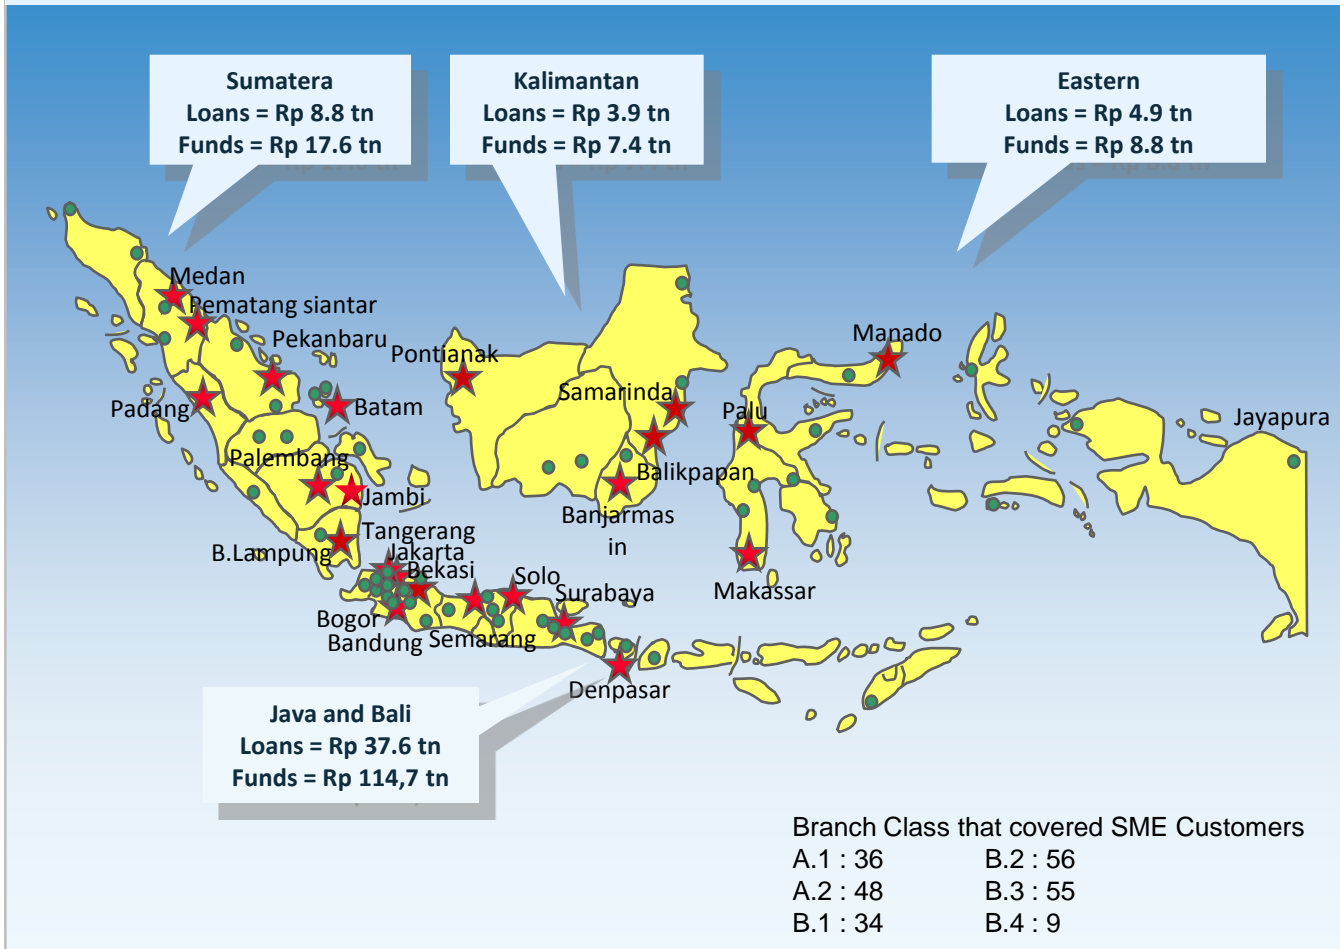 Sumatera
Loans = Rp 8.8 tn
Funds = Rp 17.6 tn
Kalimantan
Loans = Rp 3.9 tn
Funds = Rp 7.4 tn
Eastern
Loans = Rp 4.9 tn
Funds = Rp 8.8 tn
Medan
Pematang siantar
Pekanbaru
Padang
Batam
Palembang
Jambi
B.Lampung
Tangerang
Jakarta
Bekasi
Bogor
Bandung
Semarang
Solo
Surabaya
Denpasar
Pontianak
Samarinda
Balikpapan
Banjarmas
in
Manado
Palu
Makassar
Jayapura
Java and Bali
Loans = Rp 37.6 tn
Funds = Rp 114,7 tn
Branch Class that covered SME Customers
A.1 : 36 B.2 : 56
A.2 : 48 B.3 : 55
B.1 : 34 B.4 : 9